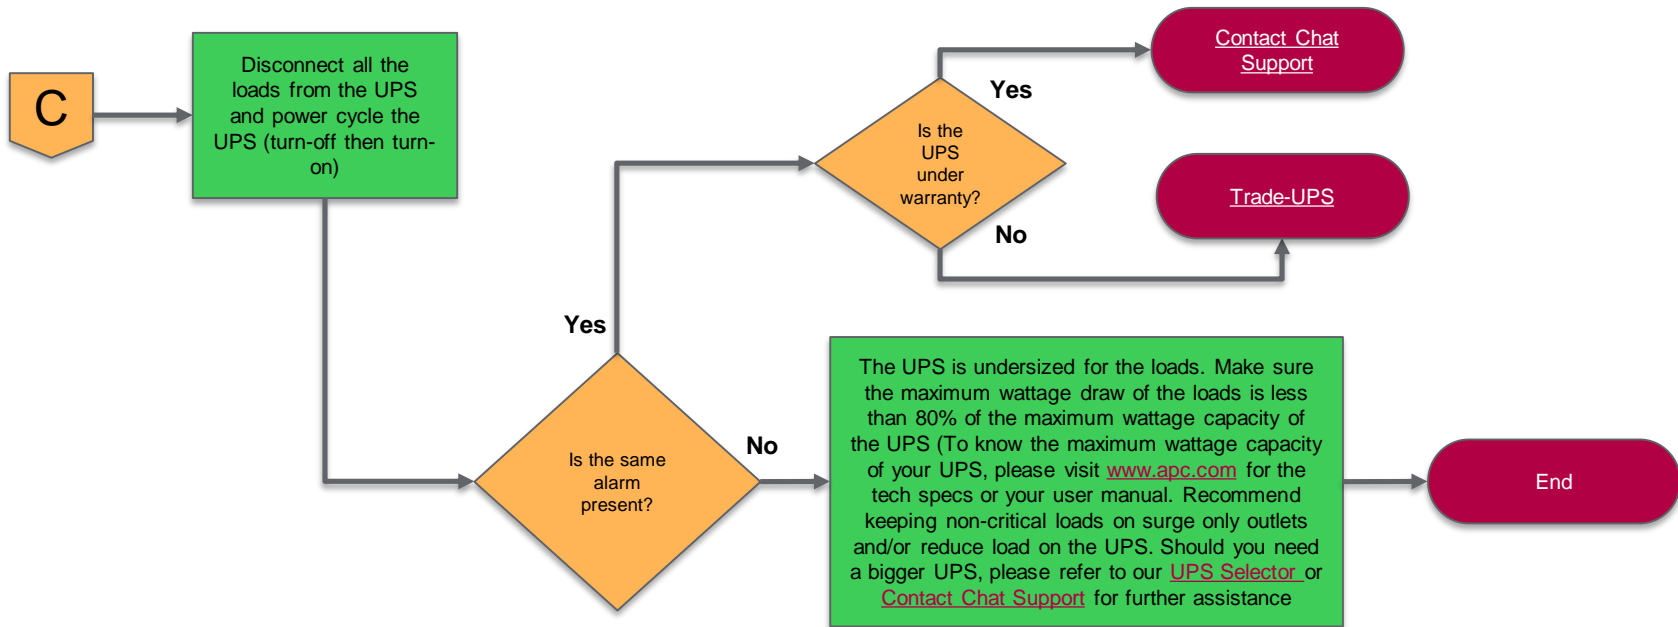 C
Disconnect all the
loads from the UPS
and power cycle the
UPS (turn-off then turn-
on)
Is the same
alarm
present?
Yes
No
Is the
UPS
under
warranty?
Yes
No
Contact Chat
Support
Trade-UPS
The UPS is undersized for the loads. Make sure
the maximum wattage draw of the loads is less
than 80% of the maximum wattage capacity of
the UPS (To know the maximum wattage capacity
of your UPS, please visit www.apc.com for the
tech specs or your user manual. Recommend
keeping non-critical loads on surge only outlets
and/or reduce load on the UPS. Should you need
a bigger UPS, please refer to our UPS Selector or
Contact Chat Support for further assistance
End